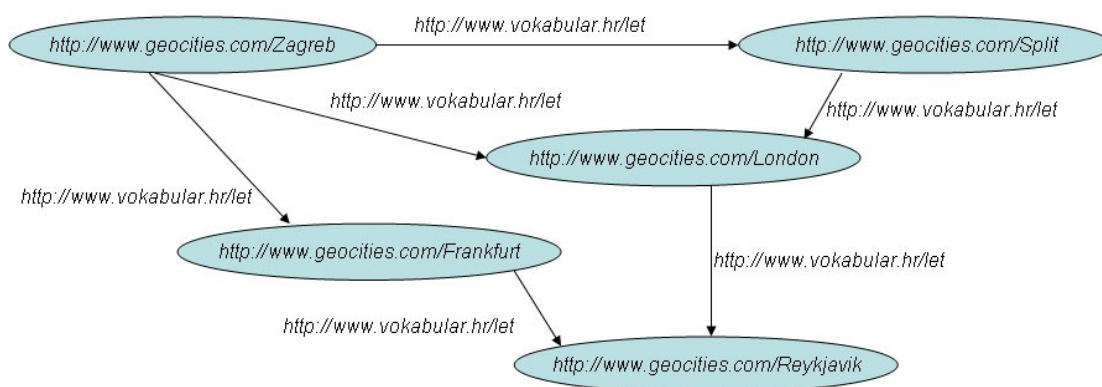 http://www.vokabular.hr/let
http://www.geocities.com/Zagreb
http://www.geocities.com/Split
http://www.vokabular.hr/let
http://www.vokabular.hr/let
http://www.geocities.com/London
http://www.vokabular.hr/let
http://www.geocities.com/Frankfurt
http://www.vokabular.hr/let
http://www.vokabular.hr/let
http://www.geocities.com/Reykjavik